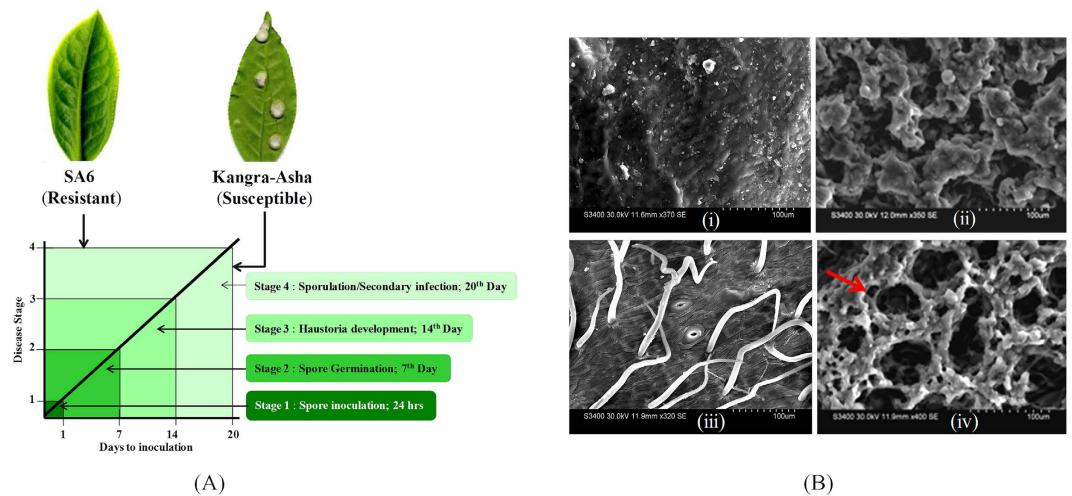 SA6
(Resistant)
Kangra-Asha
(Susceptible)
4
3
2
1
Disease Stage
Stage 4 : Sporulation/Secondary infection; 20th Day
Stage 3 : Haustoria development; 14th Day
Stage 2 : Spore Germination; 7th Day
Stage 1 : Spore inoculation; 24 hrs
1 7 14 20
Days to inoculation
(A)
S3400 30.0kV 11.6mm x370 SE 100um
(i)
S3400 30.0kV 12.0mm x350 SE 100um
(ii)
S3400 30.0kV 11.9mm x320 SE 100um
(iii)
S3400 30.0kV 11.9mm x400 SE 100um
(iv)
(B)